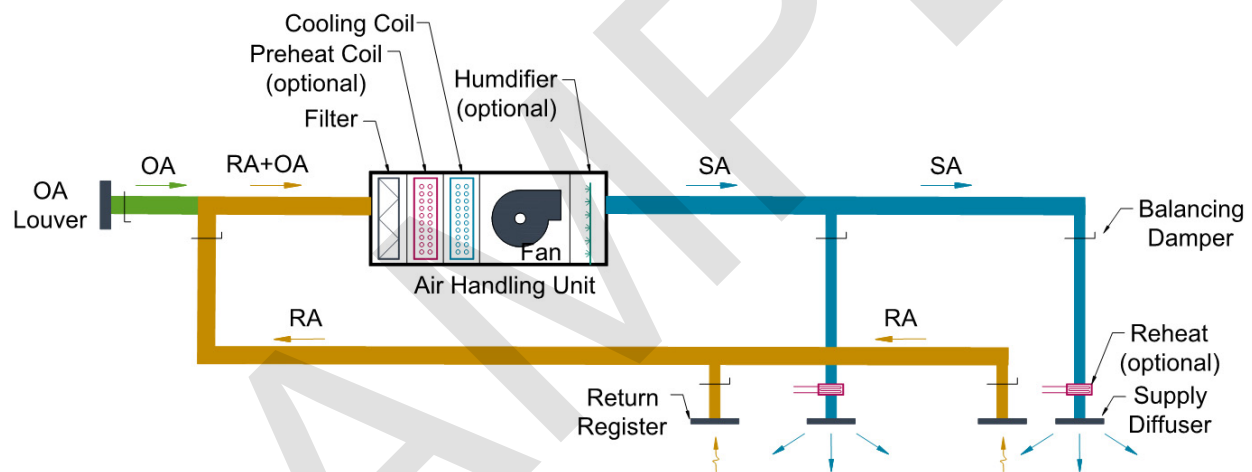 Cooling Coil
Preheat Coil
(optional)
Filter
Humdifier
(optional)
OA
RA+OA
SA
SA
OA
Louver
Balancing
Damper
Fan
Air Handling Unit
RA
RA
Reheat
(optional)
Return
Register
Supply
Diffuser
AMPL